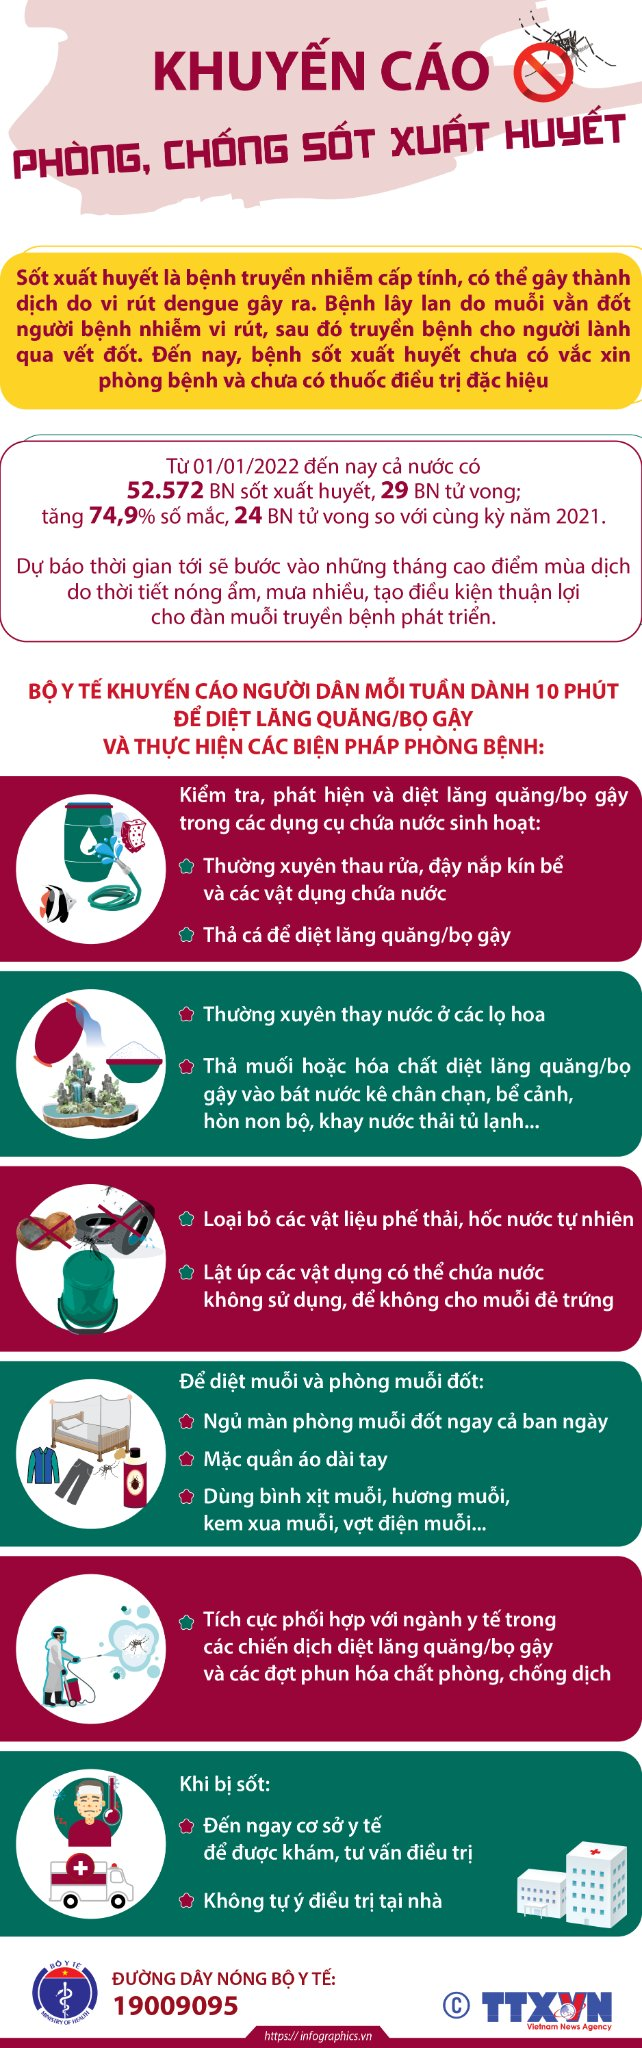 KHUYẾN CÁO
PHÒNG, CHỐNG SỐT XUẤT HUYẾT
Sốt xuất huyết là bệnh truyền nhiễm cấp tính, có thể gây thành
dịch do vi rút dengue gây ra. Bệnh lây lan do muỗi vằn đốt
người bệnh nhiễm vi rút, sau đó truyền bệnh cho người lành
qua vết đốt. Đến nay, bệnh sốt xuất huyết chưa có vắc xin
phòng bệnh và chưa có thuốc điều trị đặc hiệu
Từ 01/01/2022 đến nay cả nước có
52.572 BN sốt xuất huyết, 29 BN tử vong;
tăng 74,9% số mắc, 24 BN tử vong so với cùng kỳ năm 2021.
Dự báo thời gian tới sẽ bước vào những tháng cao điểm mùa dịch
do thời tiết nóng ẩm, mưa nhiều, tạo điều kiện thuận lợi
cho đàn muỗi truyền bệnh phát triển.
BỘ Y TẾ KHUYẾN CÁO NGƯỜI DÂN MỖI TUẦN DÀNH 10 PHÚT
ĐỂ DIỆT LĂNG QUĂNG/BỌ GẬY
VÀ THỰC HIỆN CÁC BIỆN PHÁP PHÒNG BỆNH:
Kiểm tra, phát hiện và diệt lăng quăng/bọ gậy
trong các dụng cụ chứa nước sinh hoạt:
Thường xuyên thau rửa, đậy nắp kín bể
và các vật dụng chứa nước
Thả cá để diệt lăng quăng/bọ gậy
Thường xuyên thay nước ở các lọ hoa
Thả muối hoặc hóa chất diệt lăng quăng/bọ
gậy vào bát nước kê chân chạn, bể cảnh,
hòn non bộ, khay nước thải tủ lạnh...
Loại bỏ các vật liệu phế thải, hốc nước tự nhiên
Lật úp các vật dụng có thể chứa nước
không sử dụng, để không cho muỗi đẻ trứng
Để diệt muỗi và phòng muỗi đốt:
Ngủ màn phòng muỗi đốt ngay cả ban ngày
Mặc quần áo dài tay
Dùng bình xịt muỗi, hương muỗi,
kem xua muỗi, vợt điện muỗi...
Tích cực phối hợp với ngành y tế trong
các chiến dịch diệt lăng quăng/bọ gậy
và các đợt phun hóa chất phòng, chống dịch
Khi bị sốt:
Đến ngay cơ sở y tế
để được khám, tư vấn điều trị
Không tự ý điều trị tại nhà
BỘ Y TẾ
MINISTRY OF HEALTH
ĐƯỜNG DÂY NÓNG BỘ Y TẾ:
19009095
© TTXVN
Vietnam News Agency
https:// infographics.vn